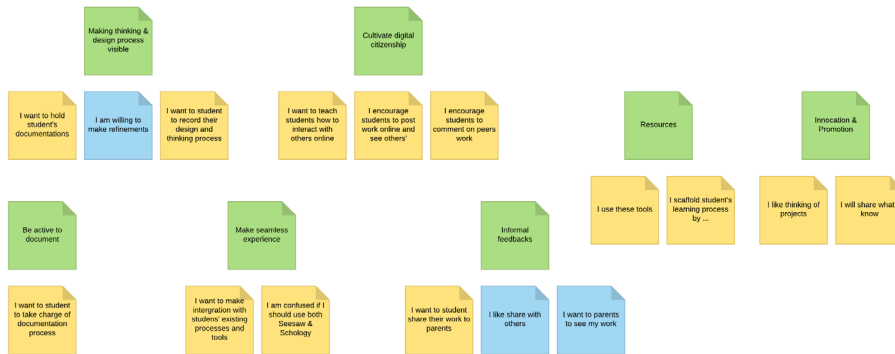 Making thinking &
design process
visible
Cultivate digital
citizenship
I want to hold
student's
documentations
I am willing to
make refinements
I want to student
to record their
design and
thinking process
I want to teach
students how to
interact with
others online
I encourage
students to post
work online and
see others'
I encourage
students to
comment on peers
work
Resources
Innocation &
Promotion
I use these tools
I scaffold student's
learning process
by ...
I like thinking of
projects
I will share what
know
Be active to
document
Make seamless
experience
Informal
feedbacks
I want to student
to take charge of
documentation
process
I want to make
intergration with
studens' existing
processes and
tools
I am confused if I
should use both
Seesaw &
Schology
I want to student
share their work to
parents
I like share with
others
I want to parents
to see my work